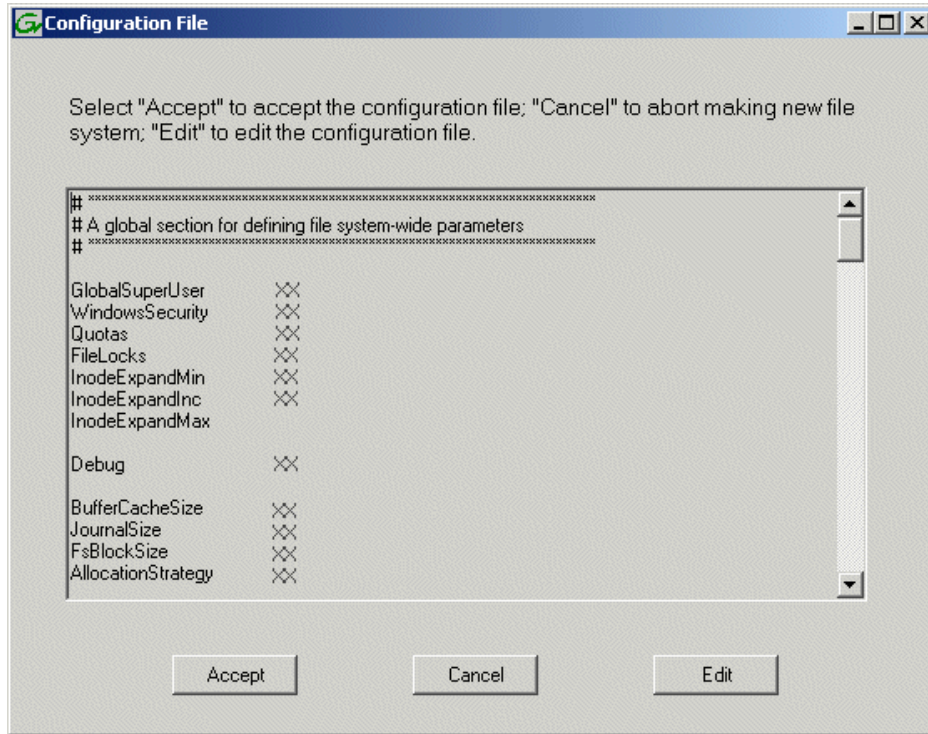 Configuration File
Select "Accept" to accept the configuration file; "Cancel" to abort making new file
system; "Edit" to edit the configuration file.
# ****************************************************************************
# A global section for defining file system-wide parameters
# ****************************************************************************
GlobalSuperUser XX
WindowsSecurity XX
Quotas XX
FileLocks XX
InodeExpandMin XX
InodeExpandInc XX
InodeExpandMax
Debug XX
BufferCacheSize XX
JournalSize XX
FsBlockSize XX
AllocationStrategy XX
Accept Cancel Edit